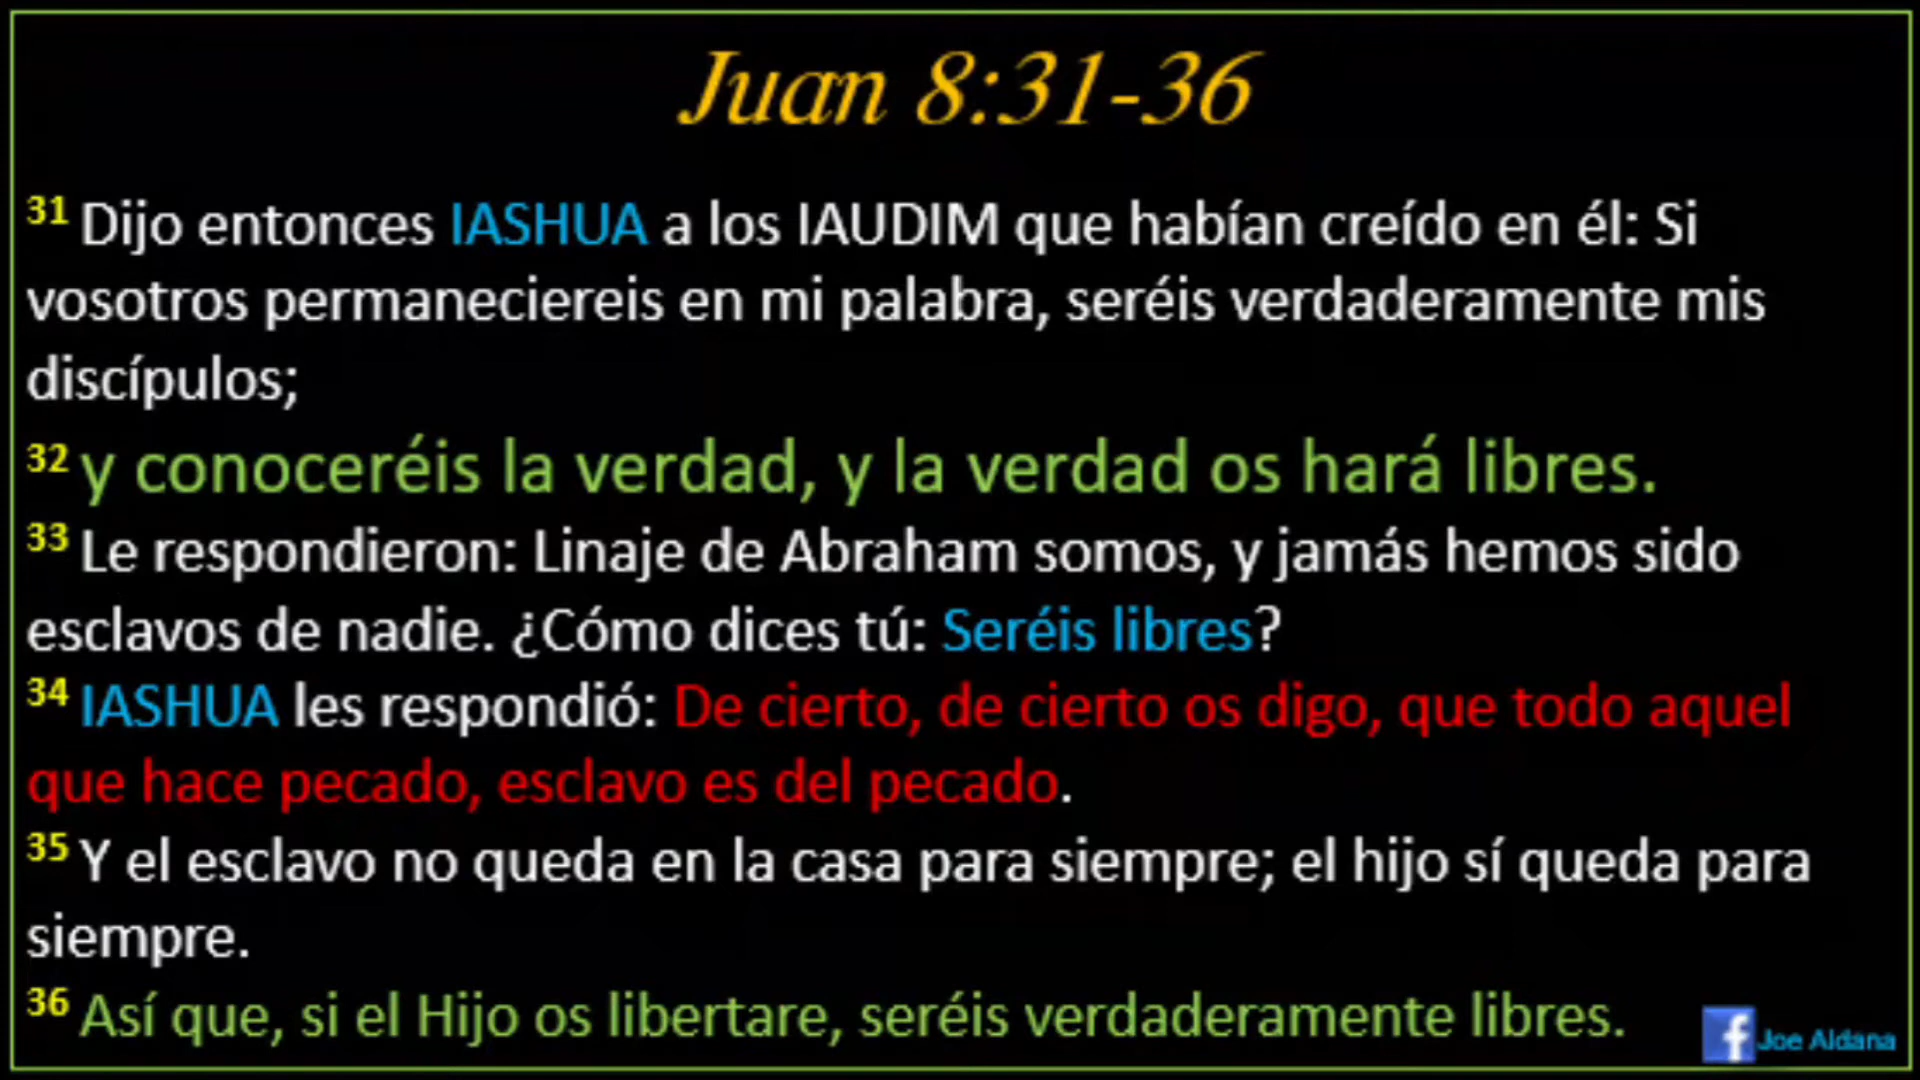 Juan 8:31-36
31 Dijo entonces IASHUA a los IAUDIM que habían creído en él: Si
vosotros permaneciereis en mi palabra, seréis verdaderamente mis
discípulos;
32 y conoceréis la verdad, y la verdad os hará libres.
33 Le respondieron: Linaje de Abraham somos, y jamás hemos sido
esclavos de nadie. ¿Cómo dices tú: Seréis libres?
34 IASHUA les respondió: De cierto, de cierto os digo, que todo aquel
que hace pecado, esclavo es del pecado.
35 Y el esclavo no queda en la casa para siempre; el hijo sí queda para
siempre.
36 Así que, si el Hijo os libertare, seréis verdaderamente libres.
f Joe Aldana